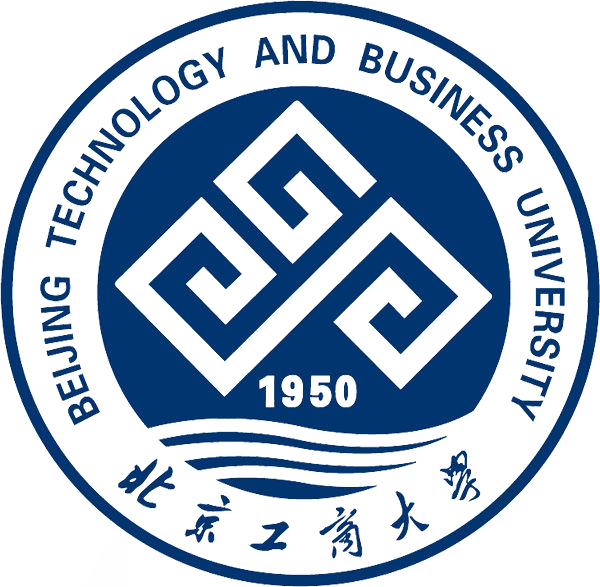 BEIJING TECHNOLOGY AND BUSINESS UNIVERSITY
1950
北京工商大学